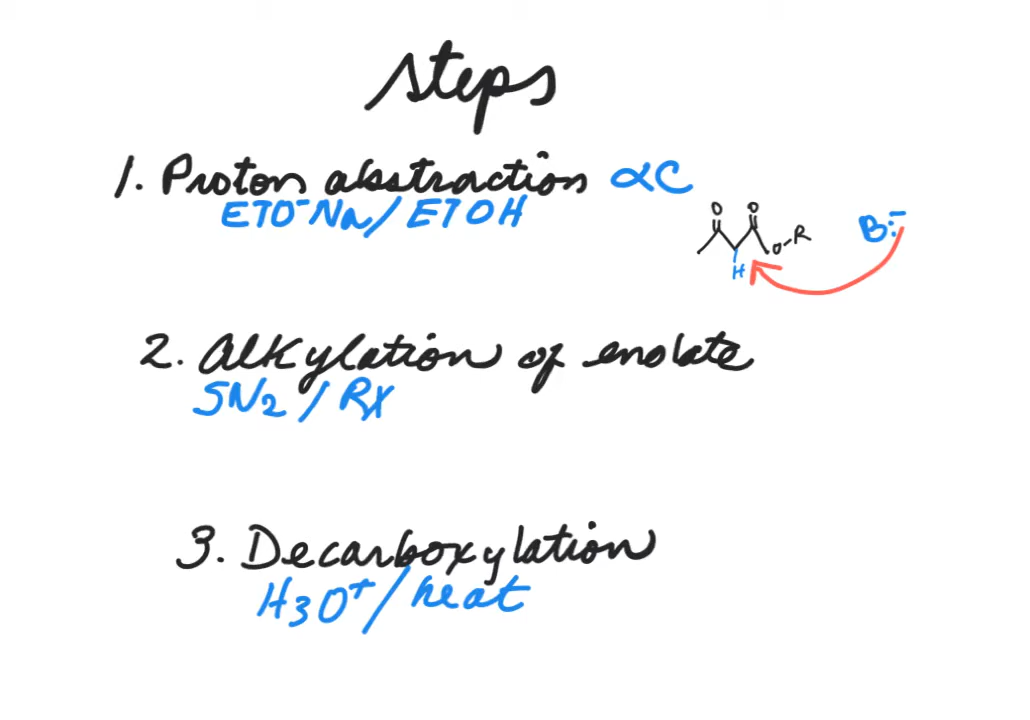 steps
1. Proton abstraction αC
ETO⁻Na/ETOH
O O
O-R
H
B:⁻
2. Alkylation of enolate
SN2 / RX
3. Decarboxylation
H3O⁺/heat